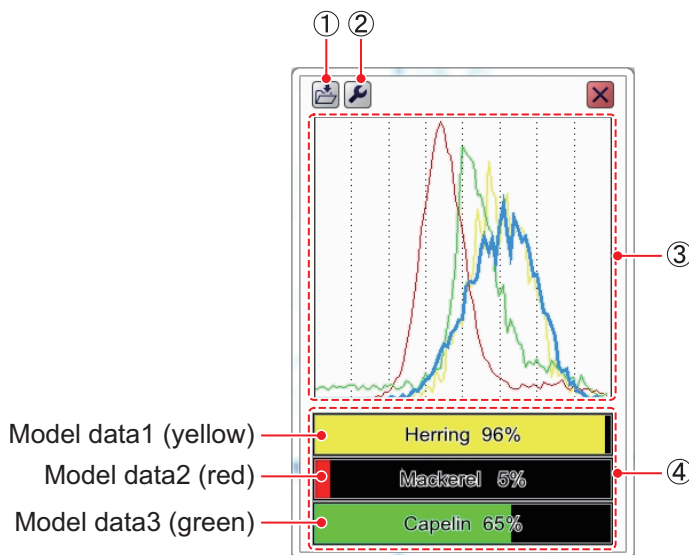 ① ②
③
Model data1 (yellow) Herring 96%
Model data2 (red) Mackerel 5%
④
Model data3 (green) Capelin 65%